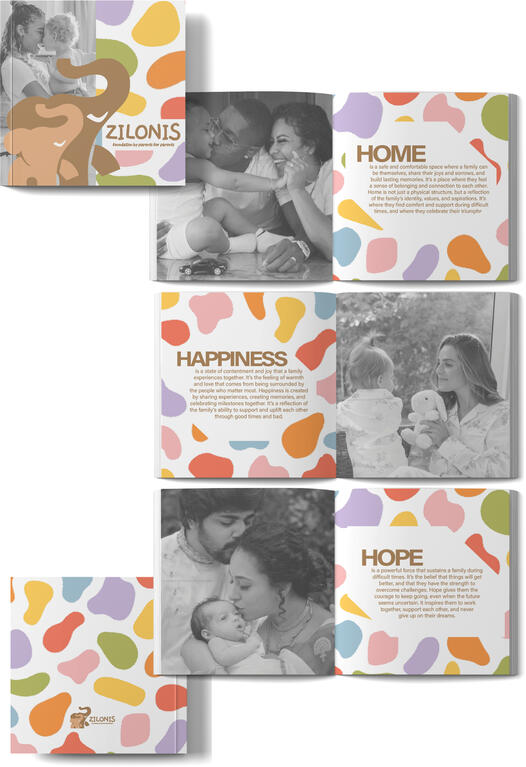 ZILONIS
Foundation by parents for parents
HOME
is a safe and comfortable space where a family can
be themselves, share their joys and sorrows, and
build lasting memories. It's a place where they feel
a sense of belonging and connection to each other.
Home is not just a physical structure, but a reflection
of the family's identity, values, and aspirations. It's
where they find comfort and support during difficult
times, and where they celebrate their triumphr
HAPPINESS
is a state of contentment and joy that a family
experiences together. It's the feeling of warmth
and love that comes from being surrounded by
the people who matter most. Happiness is created
by sharing experiences, creating memories, and
celebrating milestones together. It's a reflection of
the family's ability to support and uplift each other
through good times and bad.
HOPE
is a powerful force that sustains a family during
difficult times. It's the belief that things will get
better, and that they have the strength to
overcome challenges. Hope gives them the
courage to keep going, even when the future
seems uncertain. It inspires them to work
together, support each other, and never
give up on their dreams.
ZILONIS